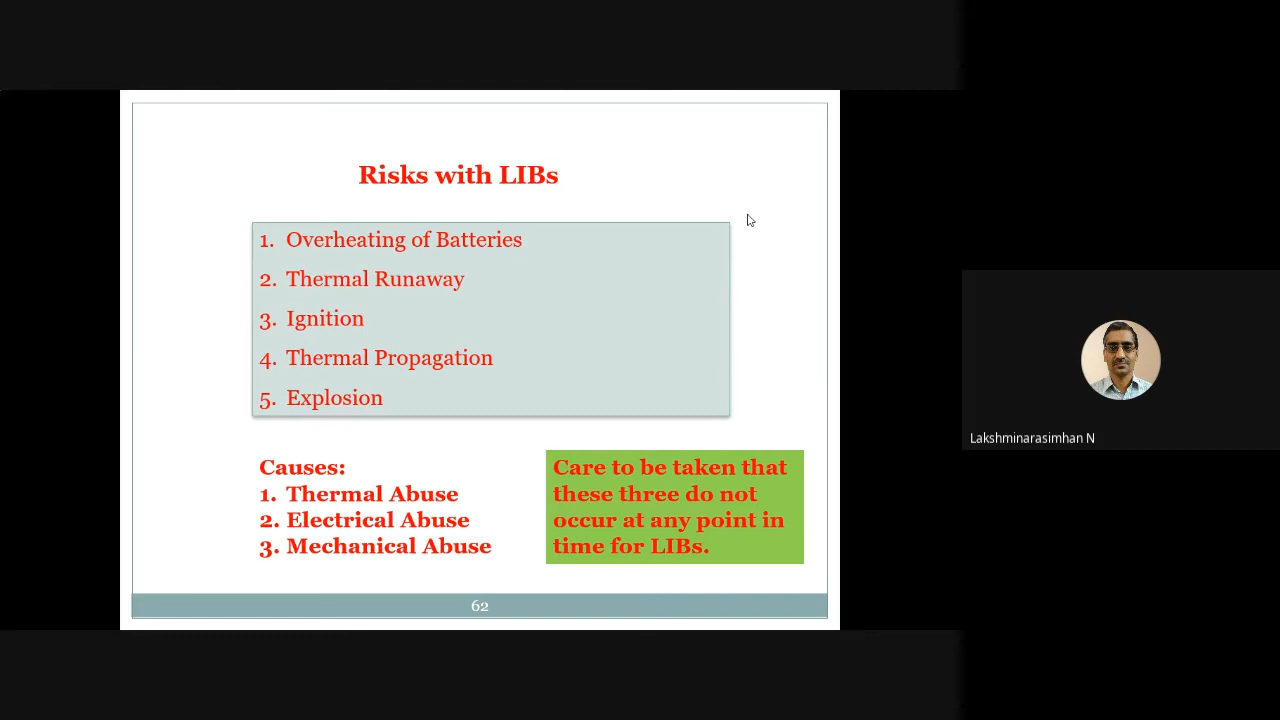 Risks with LIBs
1. Overheating of Batteries
2. Thermal Runaway
3. Ignition
4. Thermal Propagation
5. Explosion
Causes:
1. Thermal Abuse
2. Electrical Abuse
3. Mechanical Abuse
Care to be taken that
these three do not
occur at any point in
time for LIBs.
62
Lakshminarasimhan N